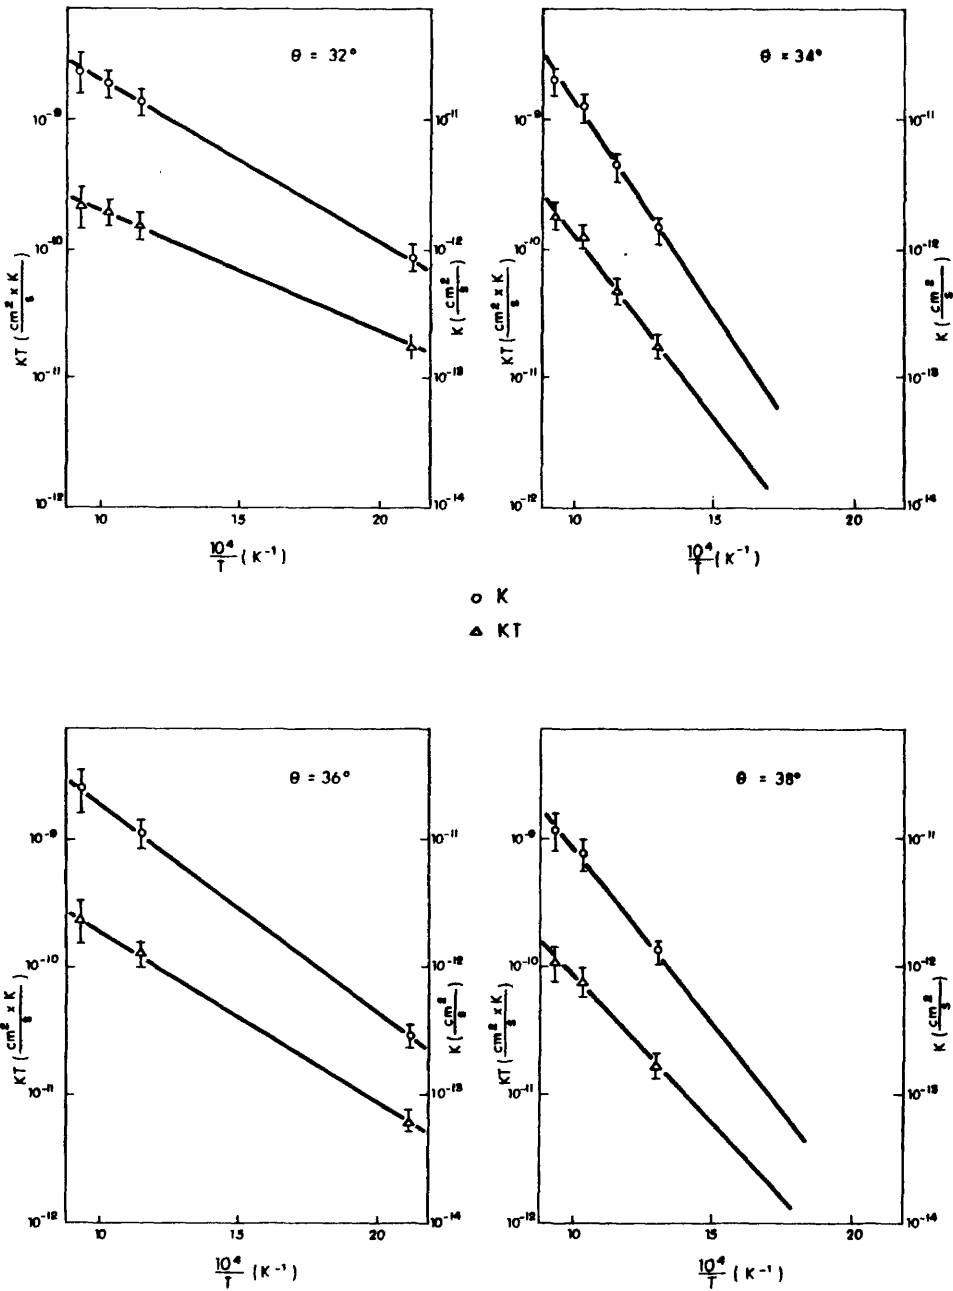 θ = 32°
10⁻⁹
10⁻¹⁰
10⁻¹¹
10⁻¹²
KT (cm² x K / s)
10⁻¹¹
10⁻¹²
10⁻¹³
10⁻¹⁴
K (cm² / s)
10 15 20
10⁴/T (K⁻¹)
θ = 34°
10⁻⁹
10⁻¹⁰
10⁻¹¹
10⁻¹²
KT (cm² x K / s)
10⁻¹¹
10⁻¹²
10⁻¹³
10⁻¹⁴
K (cm² / s)
10 15 20
10⁴/T (K⁻¹)
o K
△ KT
θ = 36°
10⁻⁹
10⁻¹⁰
10⁻¹¹
10⁻¹²
KT (cm² x K / s)
10⁻¹¹
10⁻¹²
10⁻¹³
10⁻¹⁴
K (cm² / s)
10 15 20
10⁴/T (K⁻¹)
θ = 38°
10⁻⁹
10⁻¹⁰
10⁻¹¹
10⁻¹²
KT (cm² x K / s)
10⁻¹¹
10⁻¹²
10⁻¹³
10⁻¹⁴
K (cm² / s)
10 15 20
10⁴/T (K⁻¹)